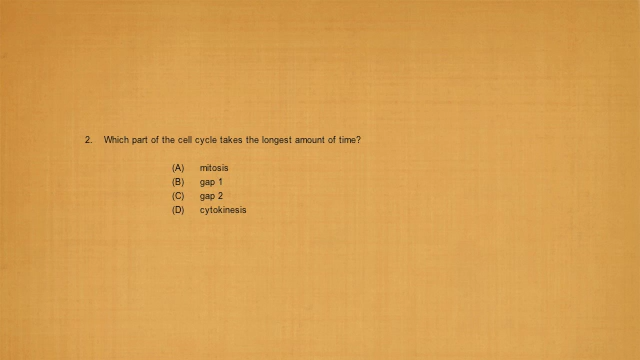 2. Which part of the cell cycle takes the longest amount of time?
(A) mitosis
(B) gap 1
(C) gap 2
(D) cytokinesis